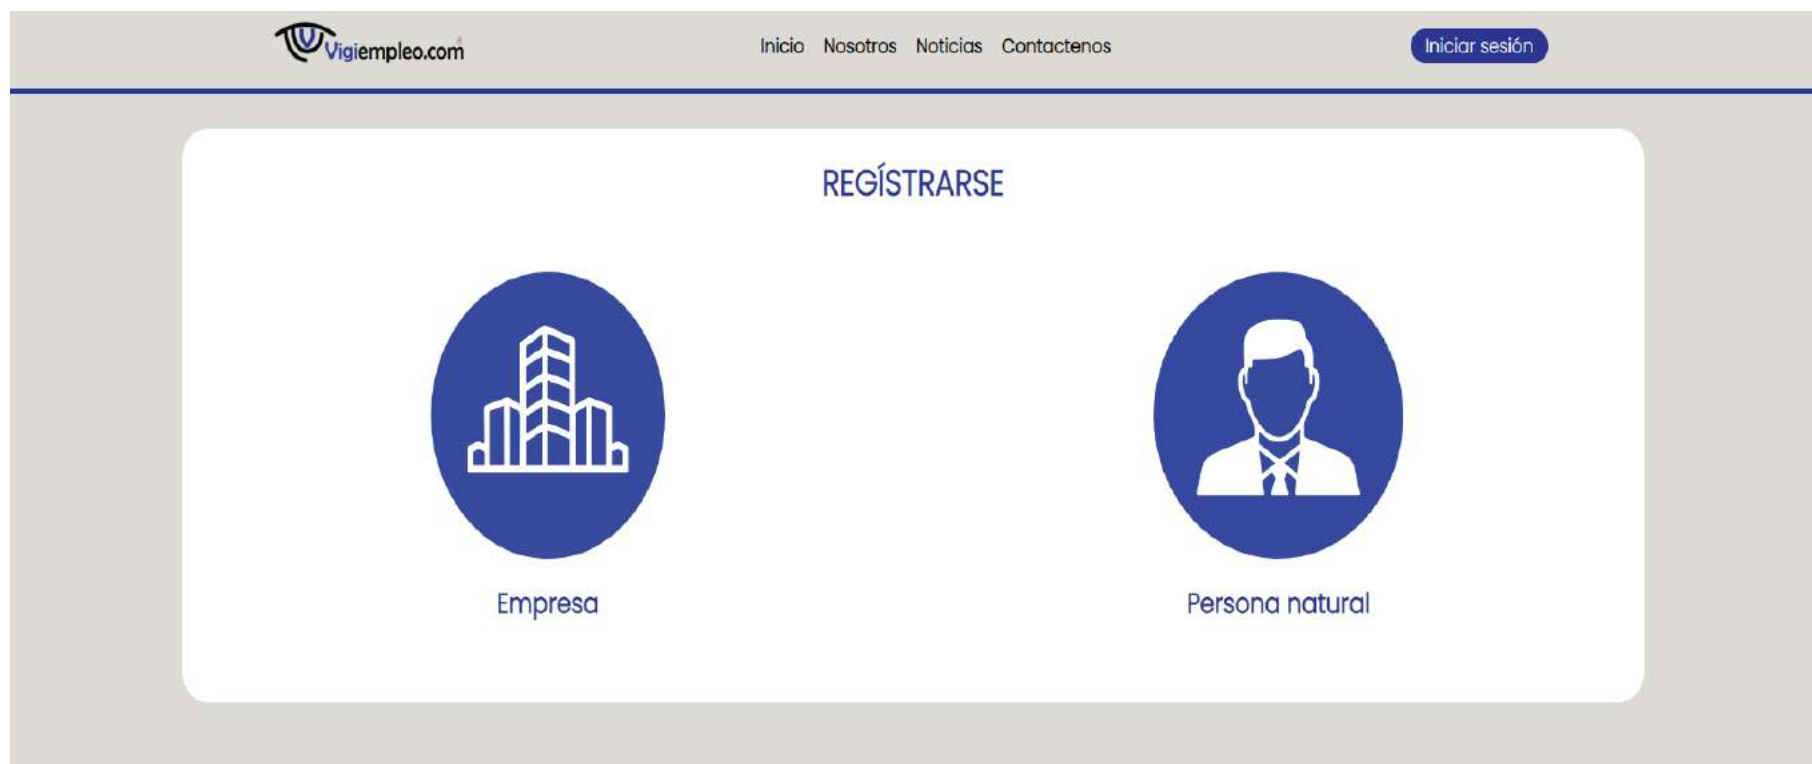 Vigiempleo.com
Inicio Nosotros Noticias Contactenos
Iniciar sesión
REGÍSTRARSE
Empresa
Persona natural